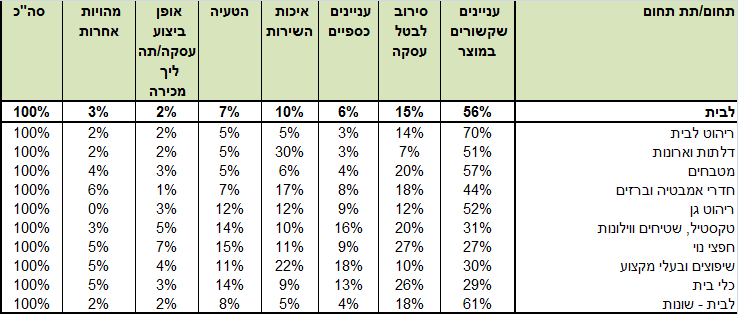 תחום/תת תחום | עניינים שקשורים במוצר | סירוב לבטל עסקה | עניינים כספיים | איכות השירות | הטעיה | אופן ביצוע עסקה/תה ליך מכירה | מהויות אחרות | סה"כ
לבית | 56% | 15% | 6% | 10% | 7% | 2% | 3% | 100%
ריהוט לבית | 70% | 14% | 3% | 5% | 5% | 2% | 2% | 100%
דלתות וארונות | 51% | 7% | 3% | 30% | 5% | 2% | 2% | 100%
מטבחים | 57% | 20% | 4% | 6% | 5% | 3% | 4% | 100%
חדרי אמבטיה וברזים | 44% | 18% | 8% | 17% | 7% | 1% | 6% | 100%
ריהוט גן | 52% | 12% | 9% | 12% | 12% | 3% | 0% | 100%
טקסטיל, שטיחים ווילונות | 31% | 20% | 16% | 10% | 14% | 5% | 3% | 100%
חפצי נוי | 27% | 27% | 9% | 11% | 15% | 7% | 5% | 100%
שיפוצים ובעלי מקצוע | 30% | 10% | 18% | 22% | 11% | 4% | 5% | 100%
כלי בית | 29% | 26% | 13% | 9% | 14% | 3% | 5% | 100%
לבית - שונות | 61% | 18% | 4% | 5% | 8% | 2% | 2% | 100%